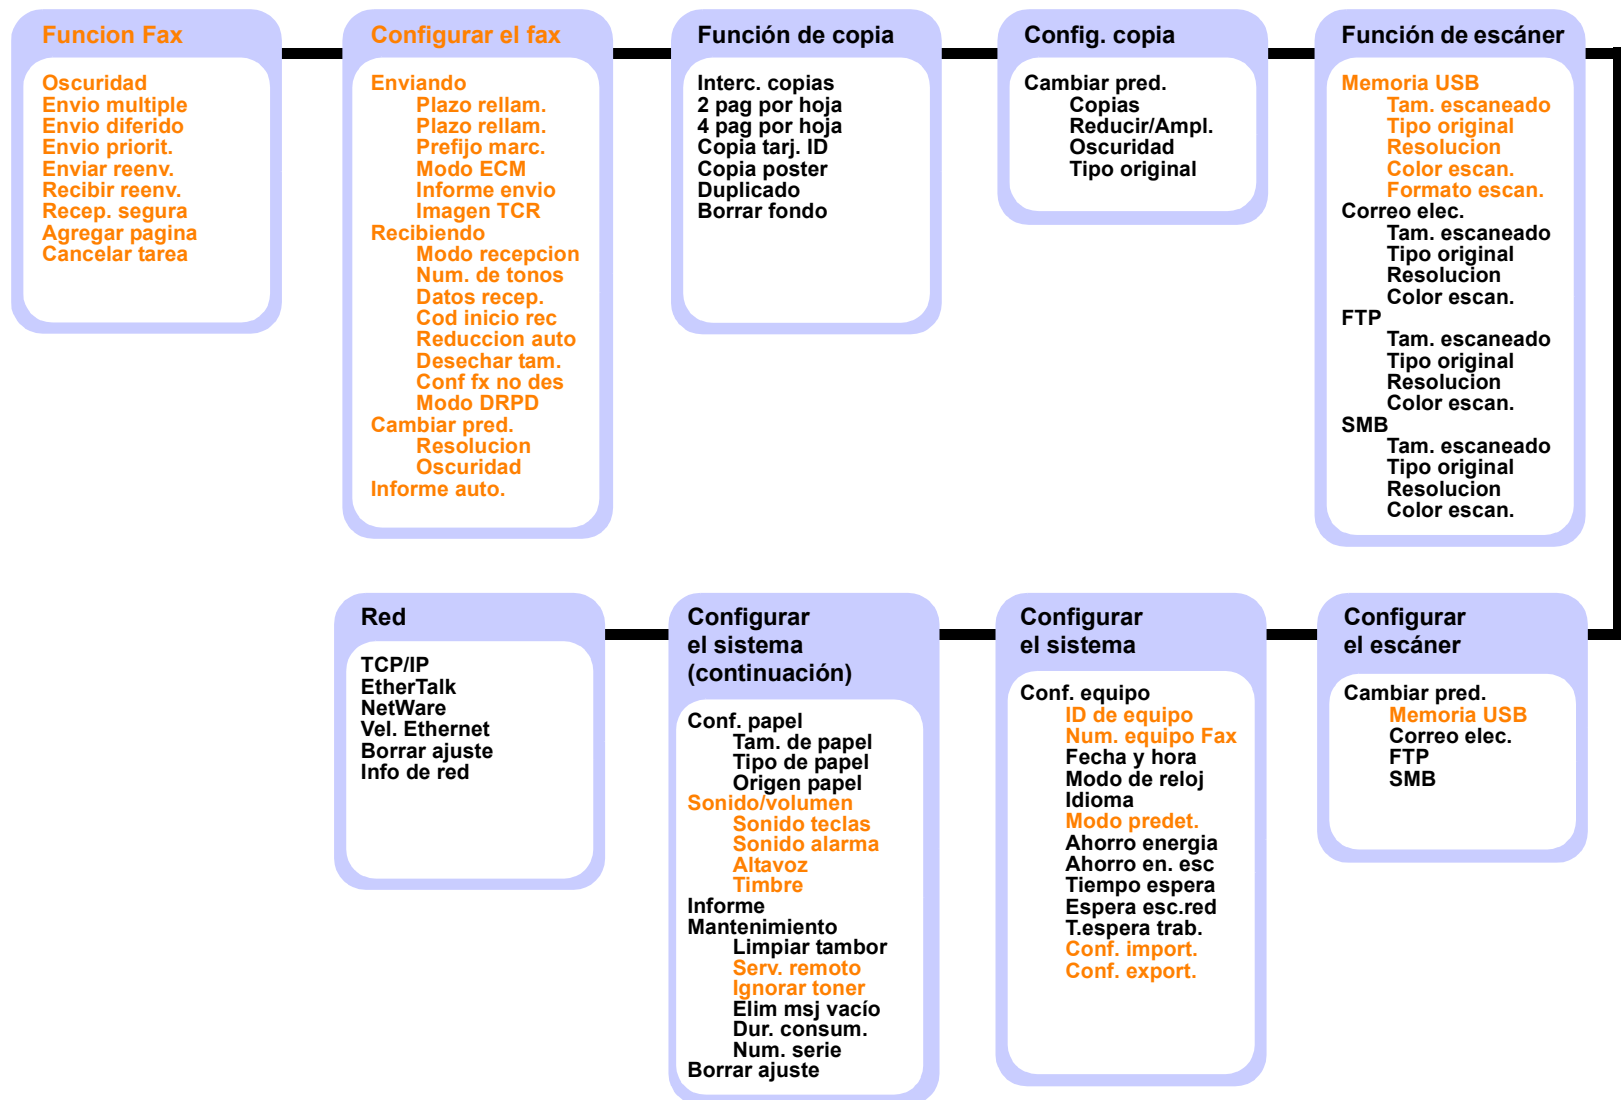 Funcion Fax
Oscuridad
Envio multiple
Envio diferido
Envio priorit.
Enviar reenv.
Recibir reenv.
Recep. segura
Agregar pagina
Cancelar tarea
Configurar el fax
Enviando
Plazo rellam.
Plazo rellam.
Prefijo marc.
Modo ECM
Informe envio
Imagen TCR
Recibiendo
Modo recepcion
Num. de tonos
Datos recep.
Cod inicio rec
Reduccion auto
Desechar tam.
Conf fx no des
Modo DRPD
Cambiar pred.
Resolucion
Oscuridad
Informe auto.
Función de copia
Interc. copias
2 pag por hoja
4 pag por hoja
Copia tarj. ID
Copia poster
Duplicado
Borrar fondo
Config. copia
Cambiar pred.
Copias
Reducir/Ampl.
Oscuridad
Tipo original
Función de escáner
Memoria USB
Tam. escaneado
Tipo original
Resolucion
Color escan.
Formato escan.
Correo elec.
Tam. escaneado
Tipo original
Resolucion
Color escan.
FTP
Tam. escaneado
Tipo original
Resolucion
Color escan.
SMB
Tam. escaneado
Tipo original
Resolucion
Color escan.
Red
TCP/IP
EtherTalk
NetWare
Vel. Ethernet
Borrar ajuste
Info de red
Configurar
el sistema
(continuación)
Conf. papel
Tam. de papel
Tipo de papel
Origen papel
Sonido/volumen
Sonido teclas
Sonido alarma
Altavoz
Timbre
Informe
Mantenimiento
Limpiar tambor
Serv. remoto
Ignorar toner
Elim msj vacío
Dur. consum.
Num. serie
Borrar ajuste
Configurar
el sistema
Conf. equipo
ID de equipo
Num. equipo Fax
Fecha y hora
Modo de reloj
Idioma
Modo predet.
Ahorro energia
Ahorro en. esc
Tiempo espera
Espera esc.red
T.espera trab.
Conf. import.
Conf. export.
Configurar
el escáner
Cambiar pred.
Memoria USB
Correo elec.
FTP
SMB